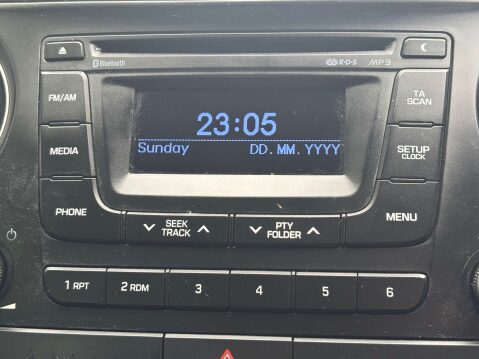 Bluetooth R·D·S MP3
FM/AM
23:05
TA
SCAN
MEDIA
Sunday DD.MM.YYYY
SETUP
CLOCK
PHONE
SEEK
TRACK
PTY
FOLDER
MENU
1 RPT 2 RDM 3 4 5 6